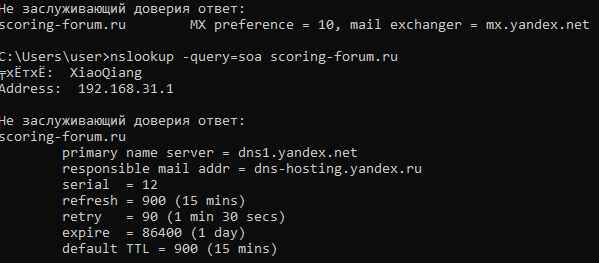 Не заслуживающий доверия ответ:
scoring-forum.ru MX preference = 10, mail exchanger = mx.yandex.net
C:\Users\user>nslookup -query=soa scoring-forum.ru
╤хЁтхЁ: XiaoQiang
Address: 192.168.31.1
Не заслуживающий доверия ответ:
scoring-forum.ru
primary name server = dns1.yandex.net
responsible mail addr = dns-hosting.yandex.ru
serial = 12
refresh = 900 (15 mins)
retry = 90 (1 min 30 secs)
expire = 86400 (1 day)
default TTL = 900 (15 mins)